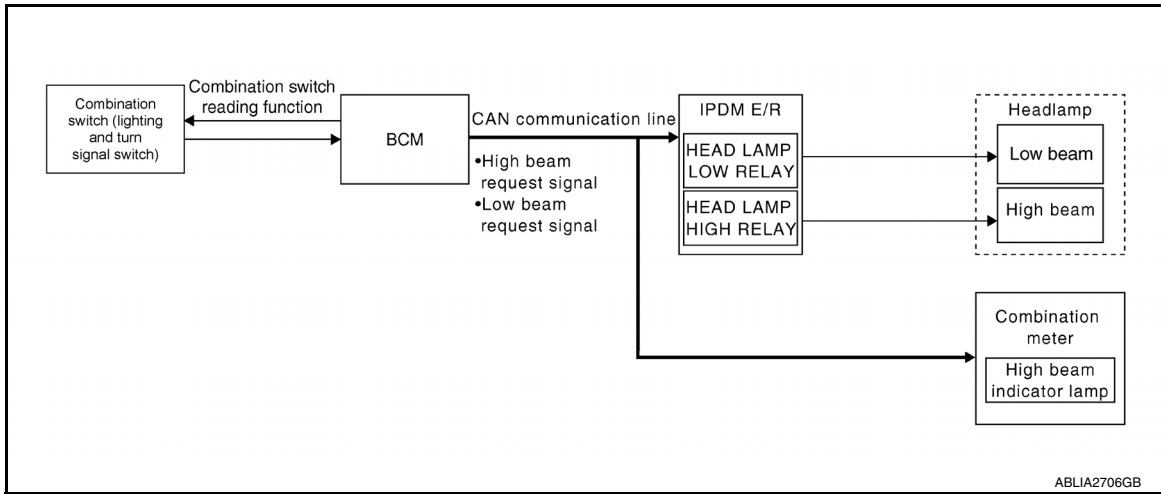 Combination
switch (lighting
and turn
signal switch)
Combination switch
reading function
BCM
CAN communication line
•High beam
request signal
•Low beam
request signal
IPDM E/R
HEAD LAMP
LOW RELAY
HEAD LAMP
HIGH RELAY
Headlamp
Low beam
High beam
Combination
meter
High beam
indicator lamp
ABLIA2706GB